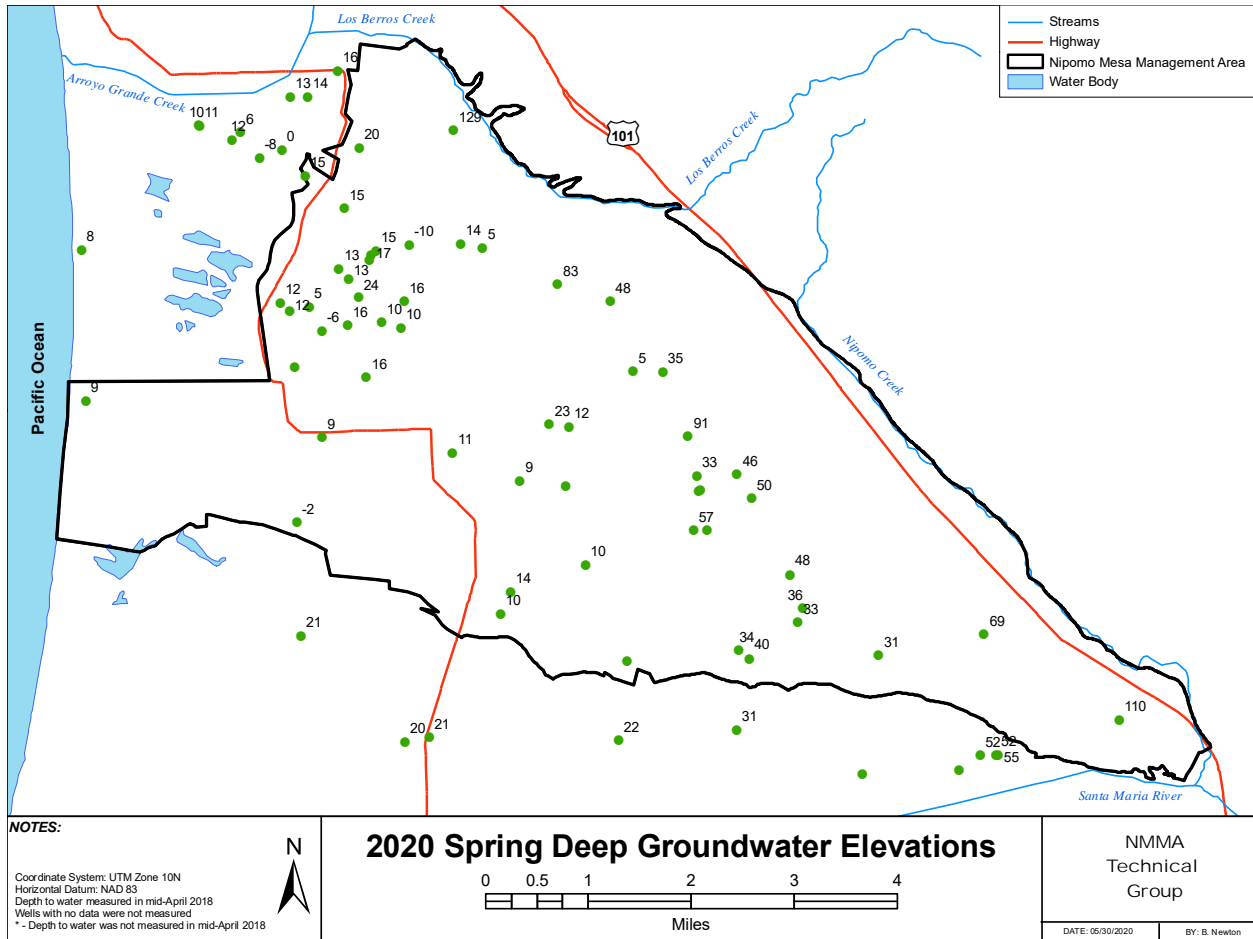 Los Berros Creek
Streams
Highway
Nipomo Mesa Management Area
Water Body
16
Arroyo Grande Creek
13
14
1011
6
12
-8
0
20
129
101
Los Berros Creek
15
15
8
15
-10
14
5
17
13
13
83
24
48
12
5
12
16
-6
16
10
10
Nipomo Creek
16
5
35
Pacific Ocean
9
9
23
12
91
11
33
46
9
50
-2
57
10
48
14
36
10
33
21
34
40
31
69
110
20
21
22
31
52
52
55
Santa Maria River
NOTES:
Coordinate System: UTM Zone 10N
Horizontal Datum: NAD 83
Depth to water measured in mid-April 2018
Wells with no data were not measured
* - Depth to water was not measured in mid-April 2018
N
2020 Spring Deep Groundwater Elevations
0 0.5 1 2 3 4
Miles
NMMA
Technical
Group
DATE: 05/30/2020
BY: B. Newton